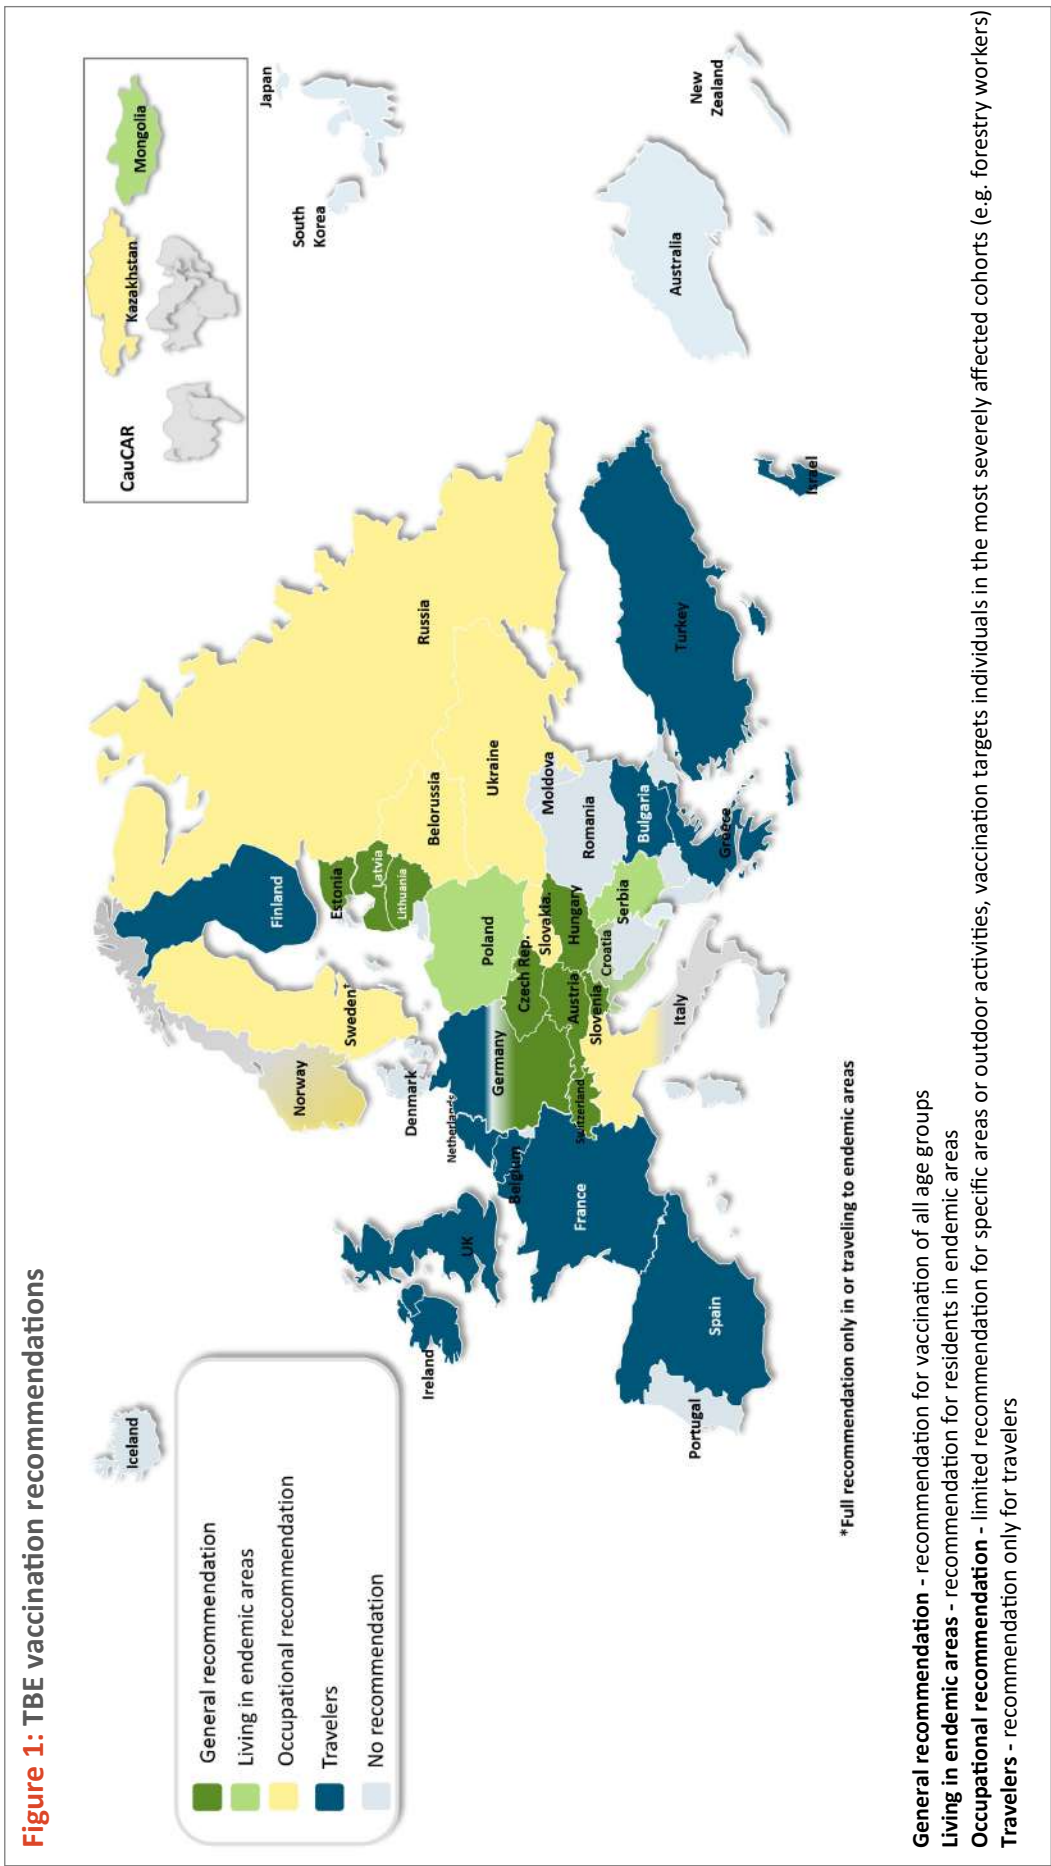 Figure 1: TBE vaccination recommendations
General recommendation
Living in endemic areas
Occupational recommendation
Travelers
No recommendation
Iceland
Norway
Sweden†
Finland
Russia
Estonia
Latvia
Lithuania
Denmark
Ireland
UK
Netherlands
Belgium
Germany
Poland
Belorussia
Ukraine
Czech Rep.
Slovakia.
Moldova
France
Switzerland
Austria
Hungary
Slovenia
Croatia
Romania
Serbia
Bulgaria
Portugal
Spain
Italy
Greece
Turkey
Israel
CauCAR
Kazakhstan
Mongolia
Japan
South
Korea
Australia
New
Zealand
*Full recommendation only in or traveling to endemic areas
General recommendation - recommendation for vaccination of all age groups
Living in endemic areas - recommendation for residents in endemic areas
Occupational recommendation - limited recommendation for specific areas or outdoor activities, vaccination targets individuals in the most severely affected cohorts (e.g. forestry workers)
Travelers - recommendation only for travelers